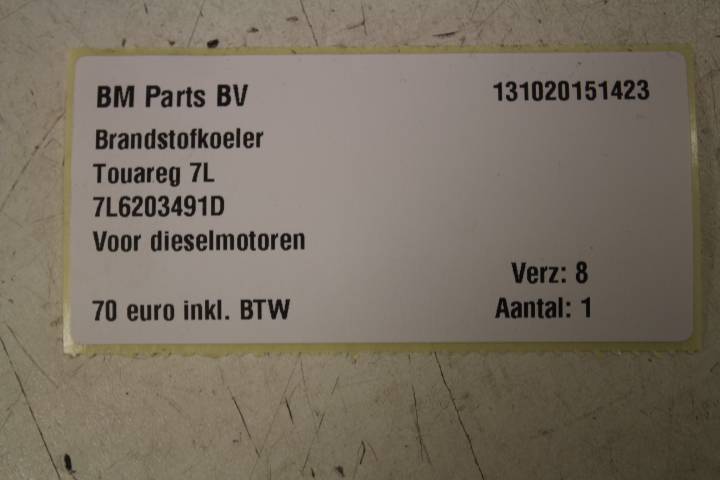 BM Parts BV 131020151423
Brandstofkoeler
Touareg 7L
7L6203491D
Voor dieselmotoren
Verz: 8
70 euro inkl. BTW Aantal: 1